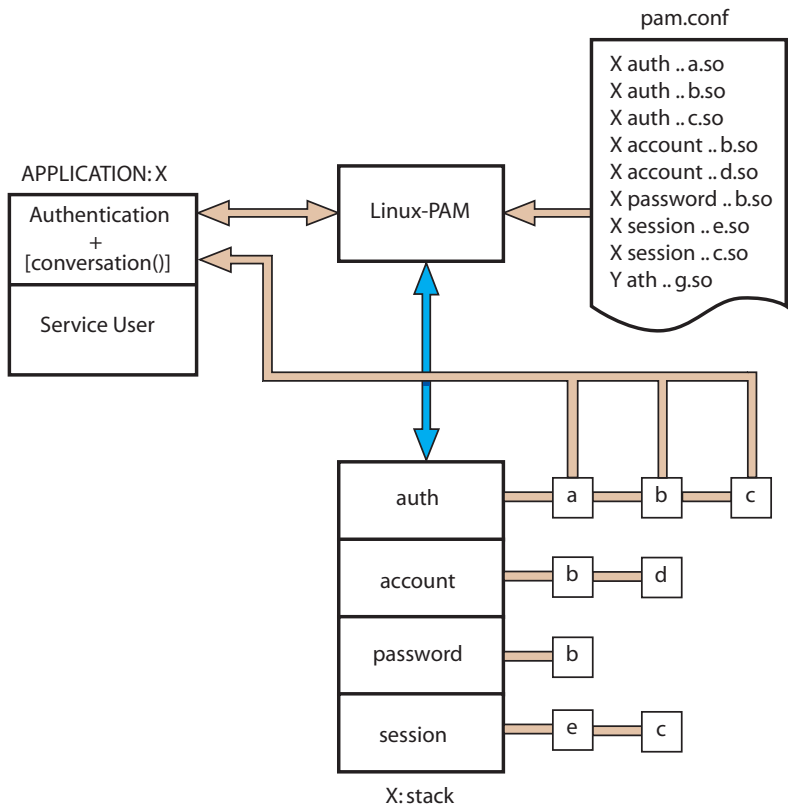 pam.conf
X auth .. a.so
X auth .. b.so
X auth .. c.so
X account .. b.so
X account .. d.so
X password .. b.so
X session .. e.so
X session .. c.so
Y ath .. g.so
APPLICATION: X
Authentication
+
[conversation()]
Service User
Linux-PAM
auth
a
b
c
account
b
d
password
b
session
e
c
X: stack